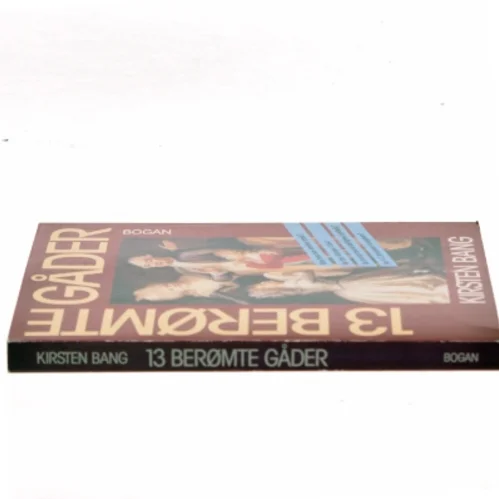 BOGAN
GÅDER
13 BERØMTE
KIRSTEN BANG
KIRSTEN BANG 13 BERØMTE GÅDER BOGAN